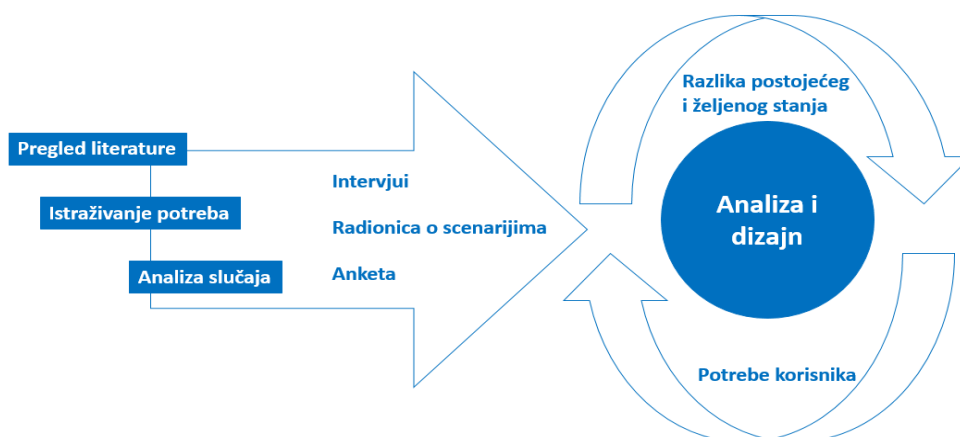 Pregled literature
Istraživanje potreba
Analiza slučaja
Intervjui
Radionica o scenarijima
Anketa
Razlika postojećeg
i željenog stanja
Analiza i
dizajn
Potrebe korisnika